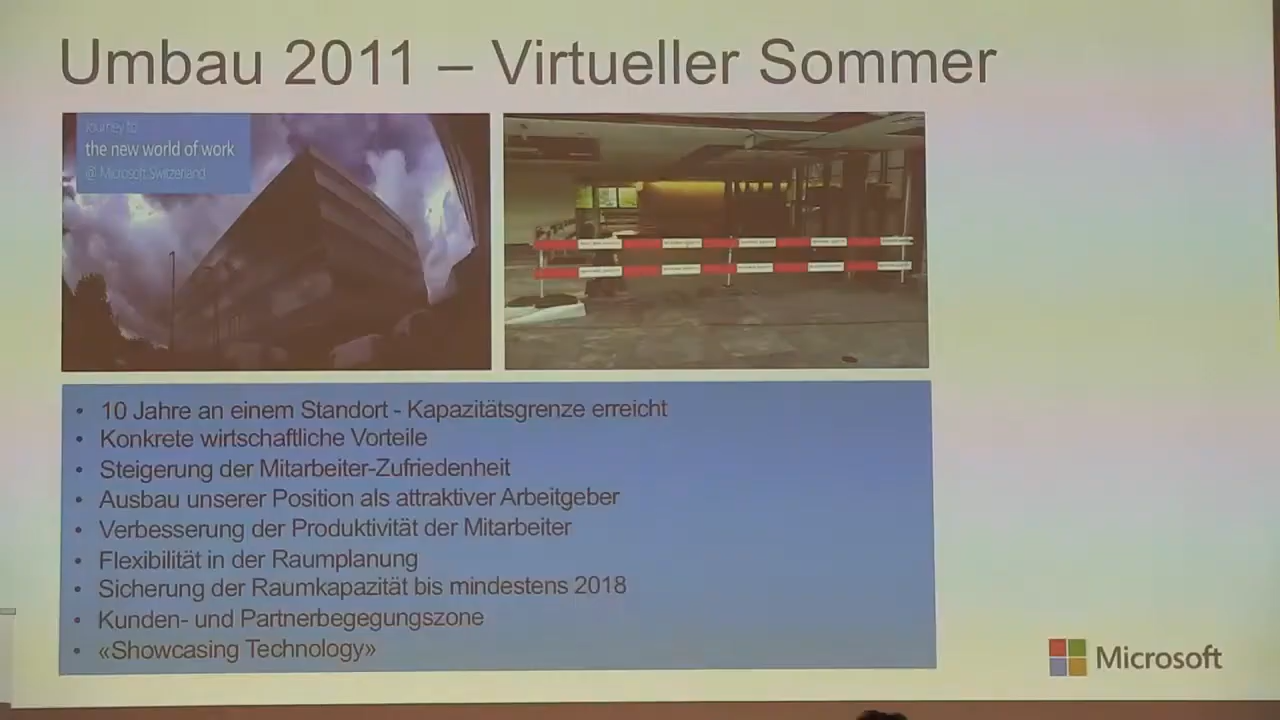 Umbau 2011 – Virtueller Sommer
Journey to
the new world of work
@ Microsoft Switzerland
• 10 Jahre an einem Standort - Kapazitätsgrenze erreicht
• Konkrete wirtschaftliche Vorteile
• Steigerung der Mitarbeiter-Zufriedenheit
• Ausbau unserer Position als attraktiver Arbeitgeber
• Verbesserung der Produktivität der Mitarbeiter
• Flexibilität in der Raumplanung
• Sicherung der Raumkapazität bis mindestens 2018
• Kunden- und Partnerbegegungszone
• «Showcasing Technology»
Microsoft